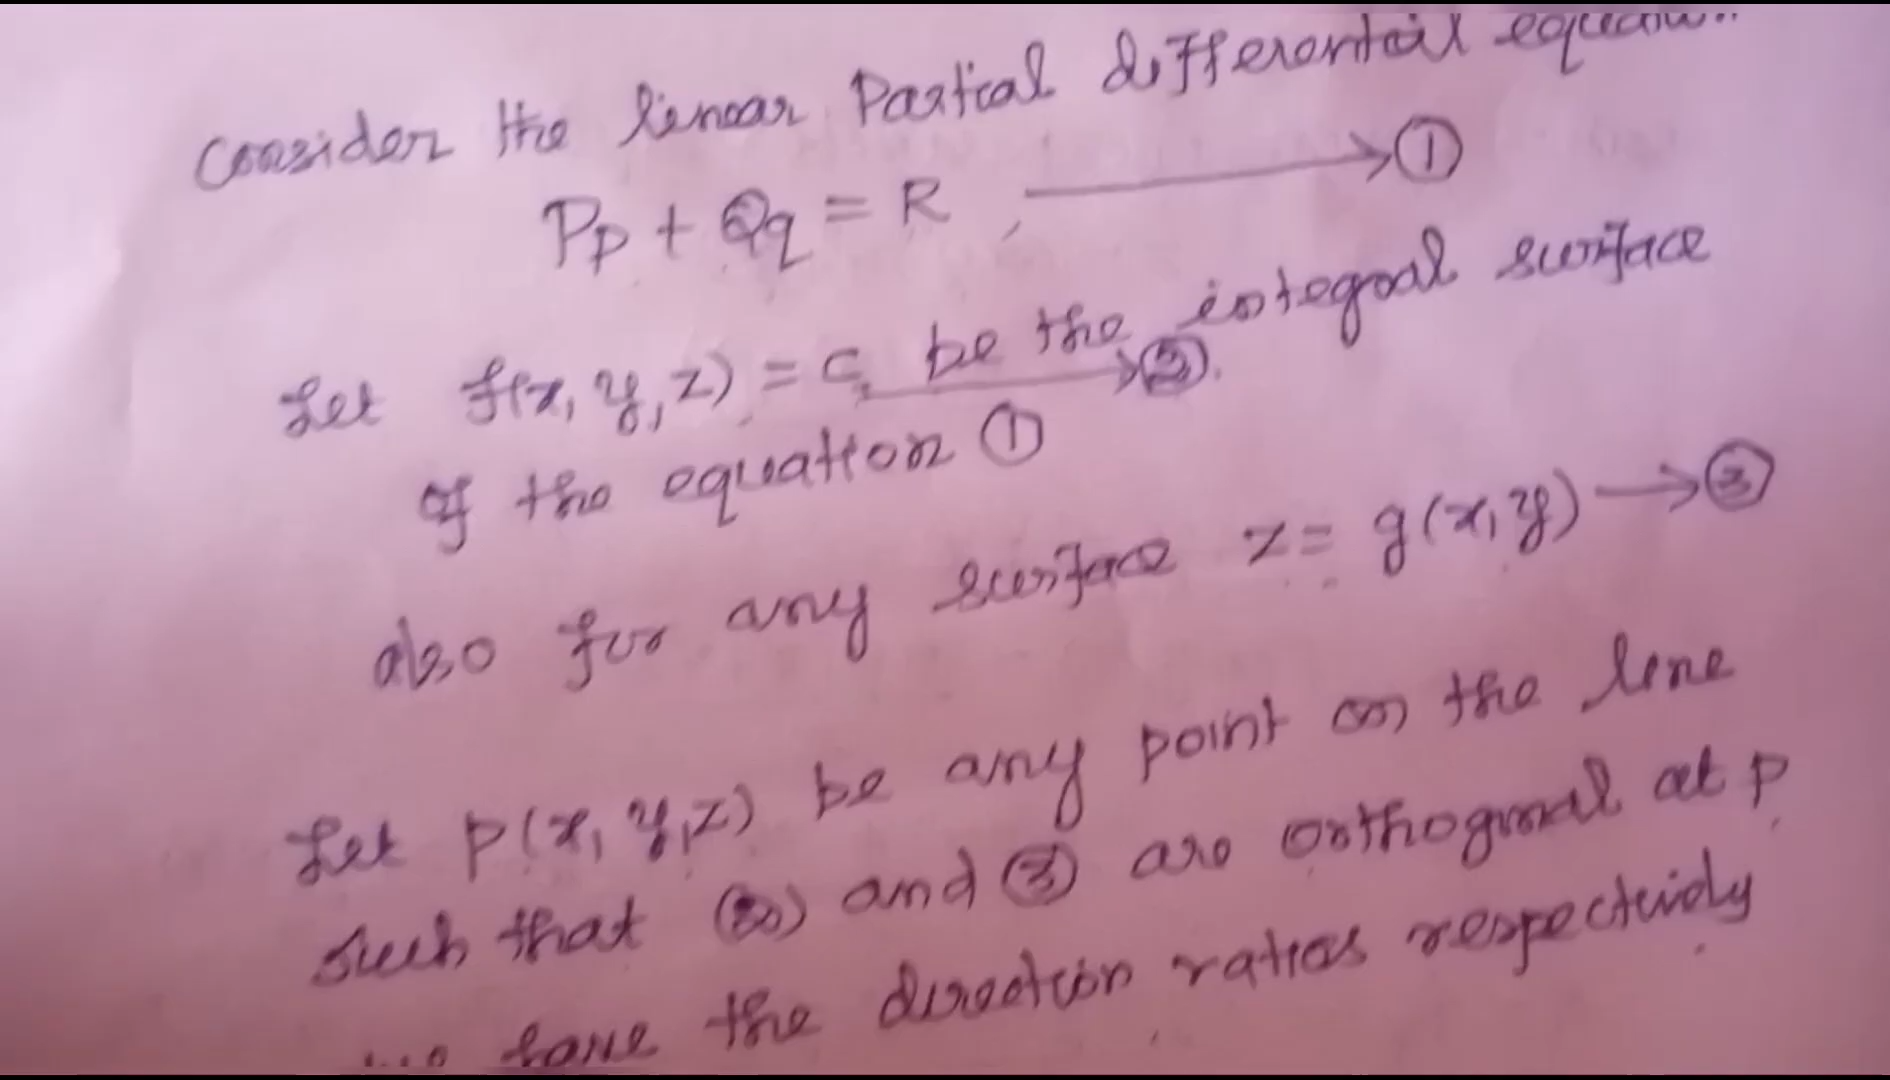 Consider the linear Partial differential
Pp + Qq = R → ①
Let f(x, y, z) = c, be the integral surface
→ ②.
of the equation ①
also for any surface z = g(x, y) → ③
Let p(x, y, z) be any point on the line
such that (2) and ③ are orthogonal at P
have the direction ratios respectively